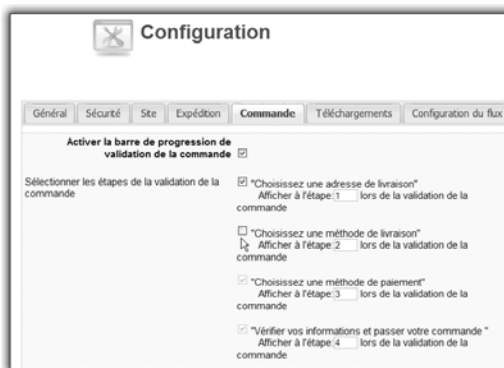 Configuration
Général Sécurité Site Expédition Commande Téléchargements Configuration du flux
Activer la barre de progression de
validation de la commande
Sélectionner les étapes de la validation de la
commande
"Choisissez une adresse de livraison"
Afficher à l'étape: 1 lors de la validation de la
commande
"Choisissez une méthode de livraison"
Afficher à l'étape: 2 lors de la validation de la
commande
"Choisissez une méthode de paiement"
Afficher à l'étape: 3 lors de la validation de la
commande
"Vérifier vos informations et passer votre commande "
Afficher à l'étape: 4 lors de la validation de la
commande